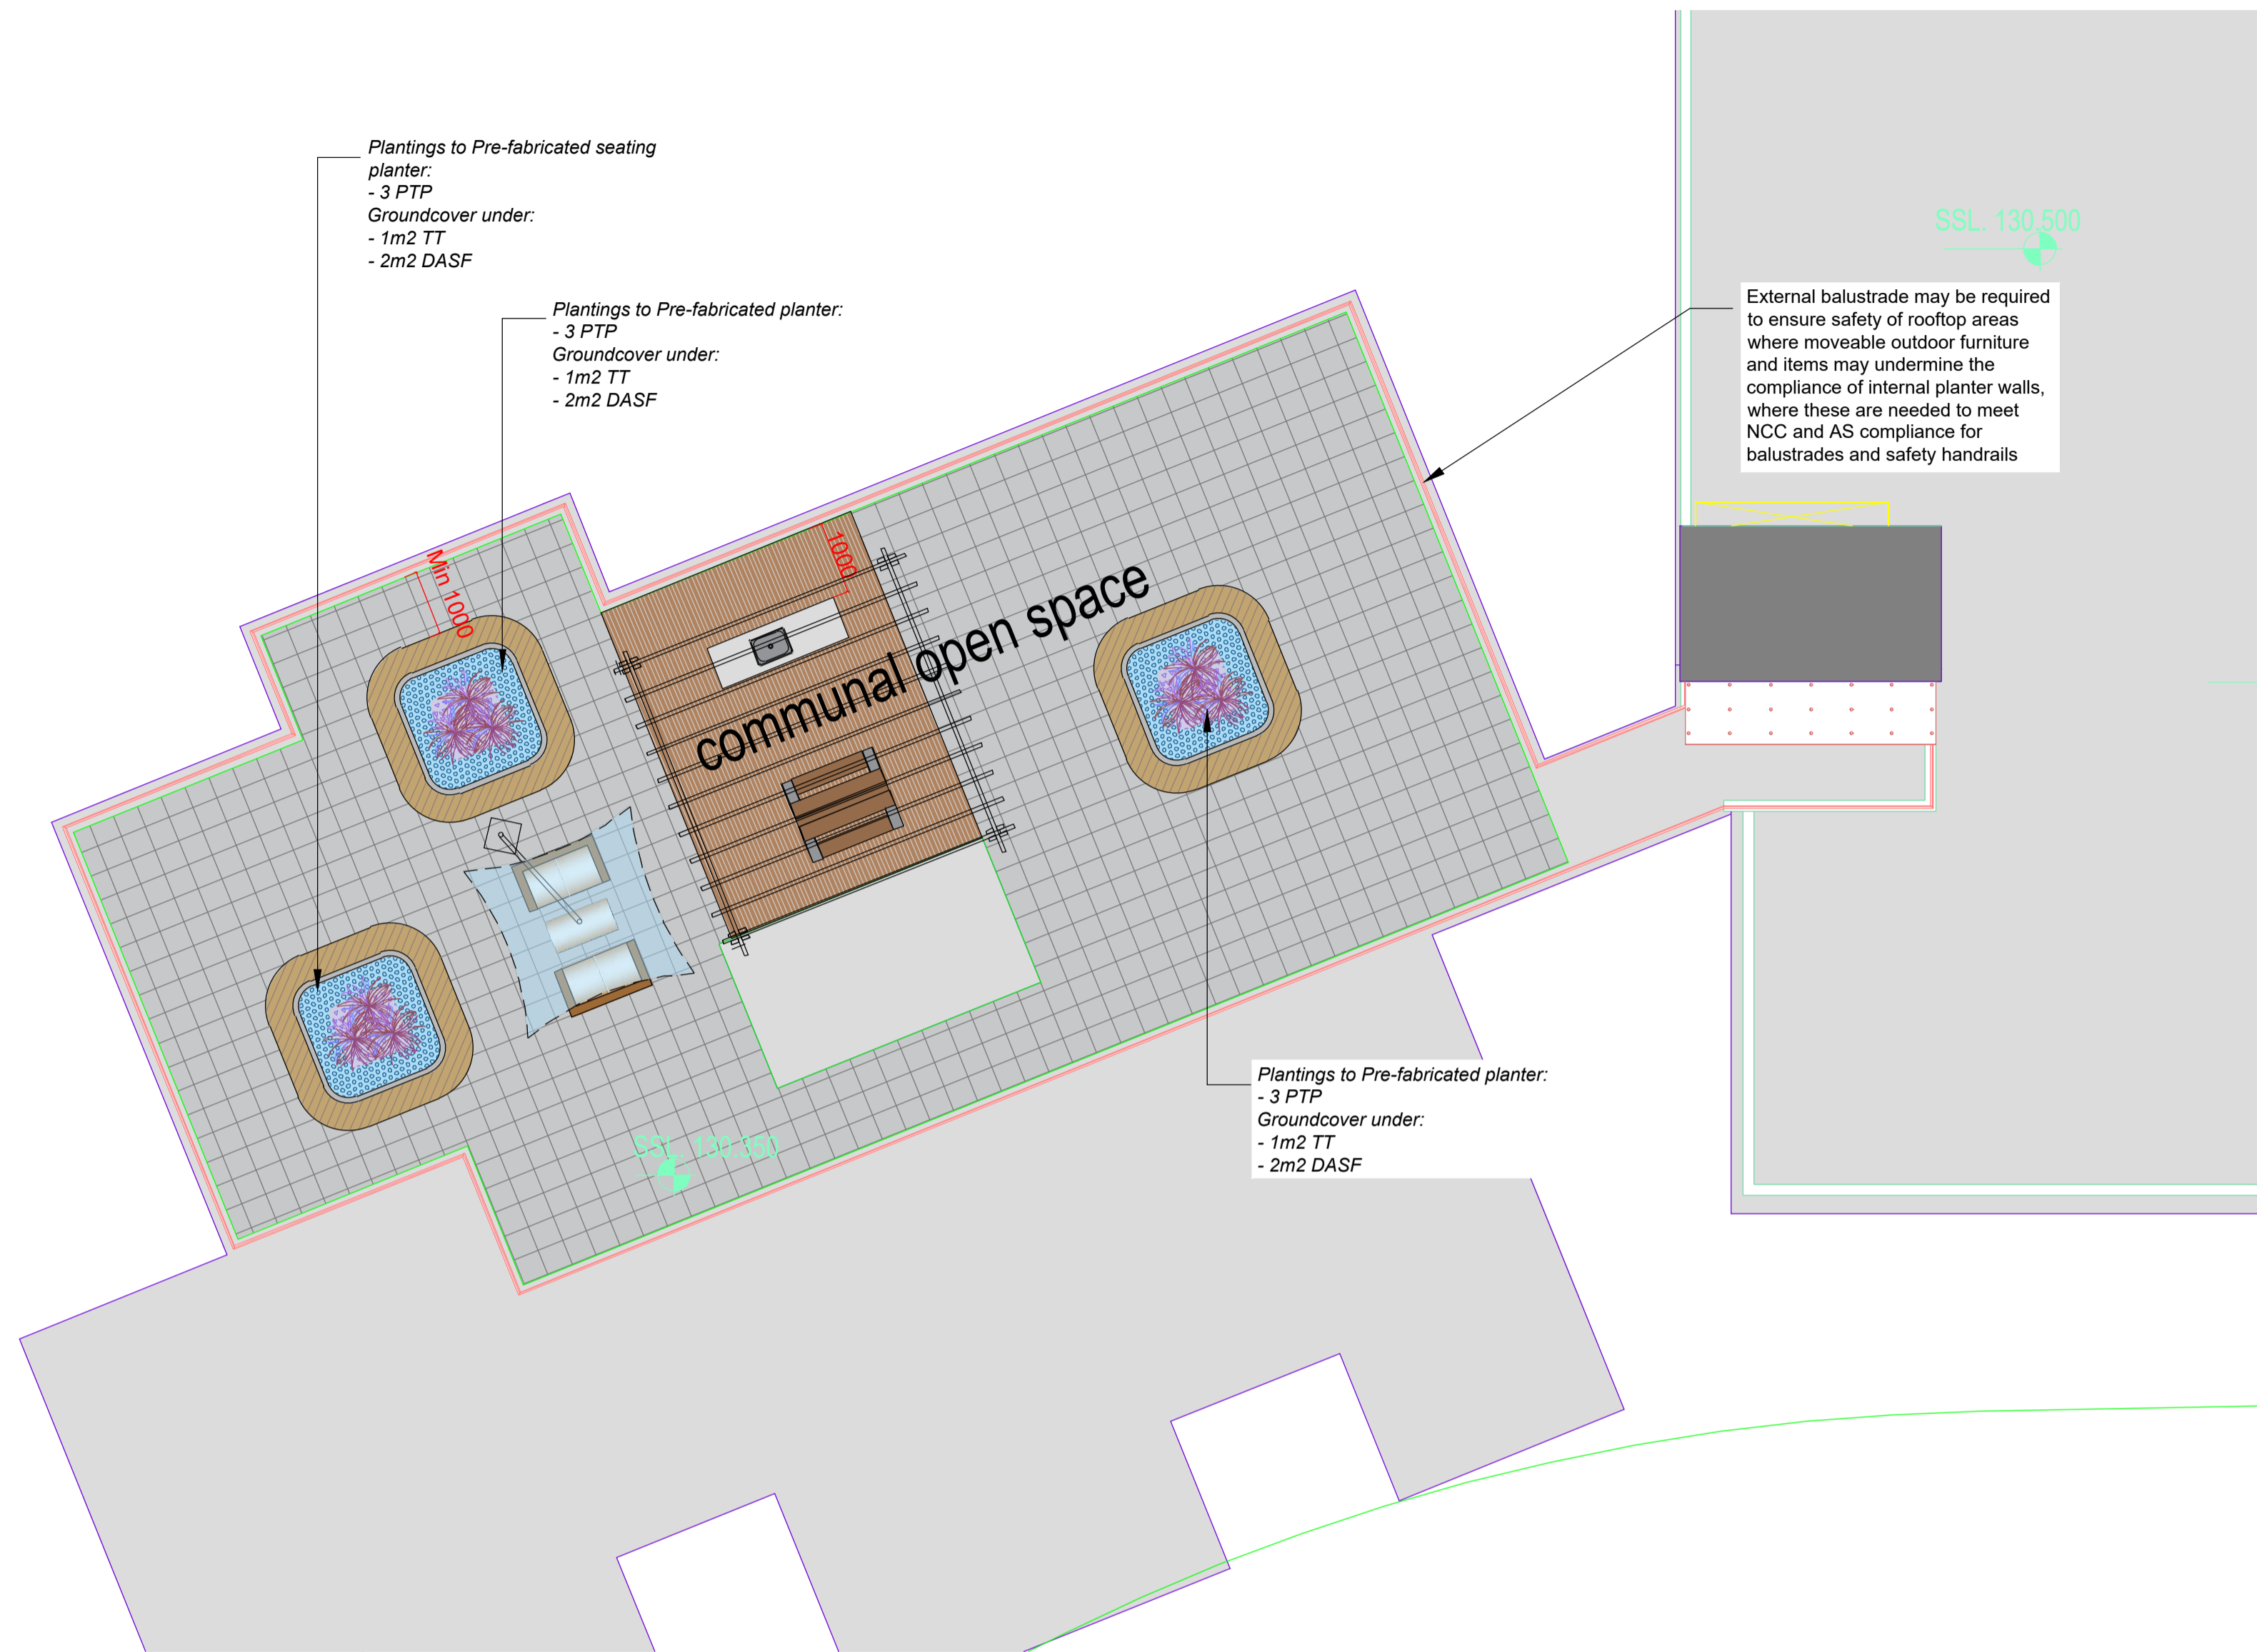 Plantings to Pre-fabricated seating
planter:
- 3 PTP
Groundcover under:
- 1m2 TT
- 2m2 DASF
Plantings to Pre-fabricated planter:
- 3 PTP
Groundcover under:
- 1m2 TT
- 2m2 DASF
SSL. 130.500
External balustrade may be required
to ensure safety of rooftop areas
where moveable outdoor furniture
and items may undermine the
compliance of internal planter walls,
where these are needed to meet
NCC and AS compliance for
balustrades and safety handrails
Min 1000
1000
communal open space
Plantings to Pre-fabricated planter:
- 3 PTP
Groundcover under:
- 1m2 TT
- 2m2 DASF
SSL. 130.350